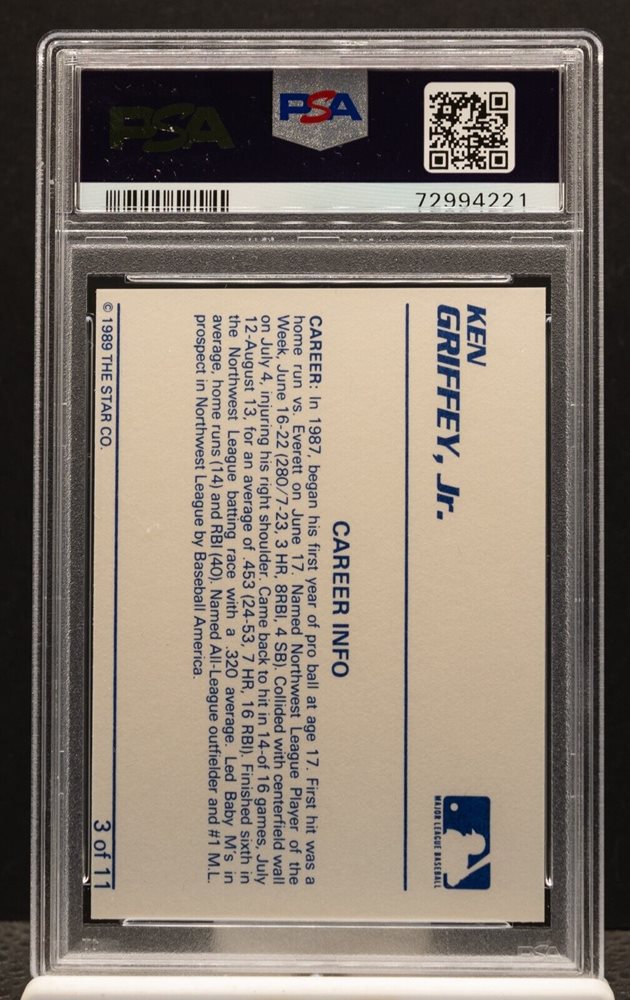 PSA
PSA
72994221
KEN
GRIFFEY, Jr.
MAJOR LEAGUE BASEBALL
CAREER INFO
CAREER: In 1987, began his first year of pro ball at age 17. First hit was a
home run vs. Everett on June 17. Named Northwest League Player of the
Week, June 16-22 (280/7-23, 3 HR, 8RBI, 4 SB). Collided with centerfield wall
on July 4, injuring his right shoulder. Came back to hit in 14-of 16 games, July
12-August 13, for an average of .453 (24-53, 7 HR, 16 RBI). Finished sixth in
the Northwest League batting race with a .320 average. Led Baby M's in
average, home runs (14) and RBI (40). Named All-League outfielder and #1 M.L.
prospect in Northwest League by Baseball America.
© 1989 THE STAR CO.
3 of 11
PSA